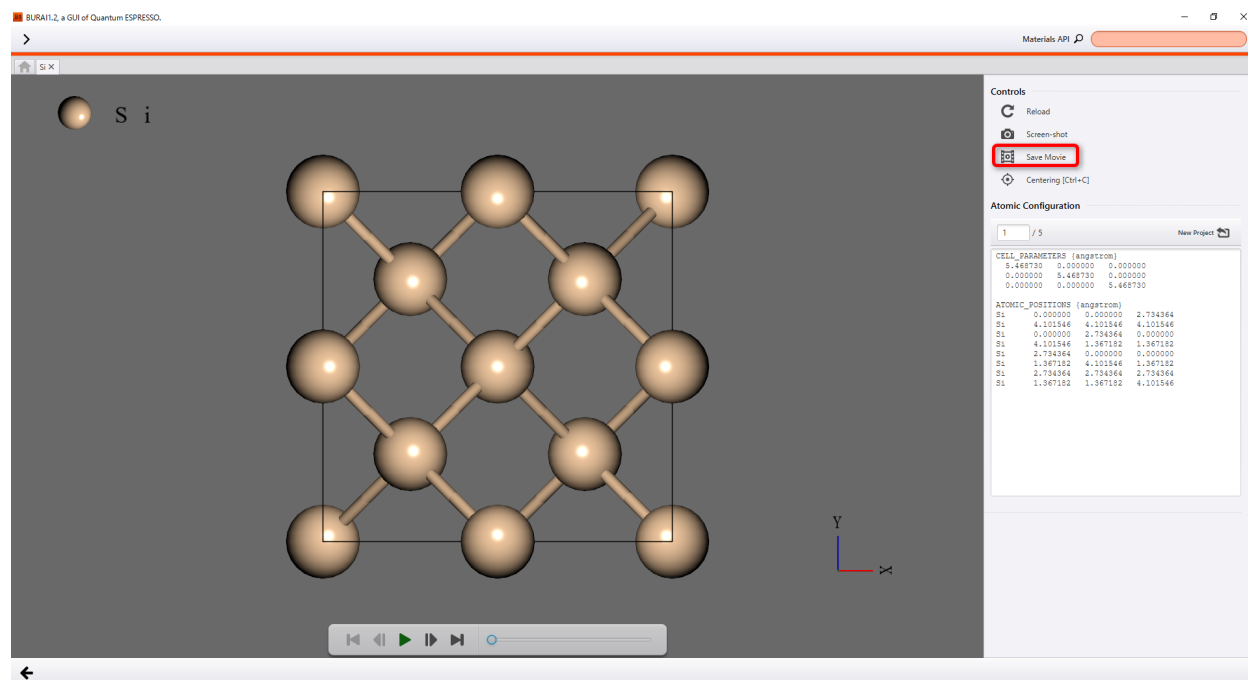 BURAI1.2, a GUI of Quantum ESPRESSO.
Materials API
Si
S i
Controls
Reload
Screen-shot
Save Movie
Centering [Ctrl+C]
Atomic Configuration
1 / 5 New Project
CELL_PARAMETERS {angstrom}
5.468730 0.000000 0.000000
0.000000 5.468730 0.000000
0.000000 0.000000 5.468730
ATOMIC_POSITIONS {angstrom}
Si 0.000000 0.000000 2.734364
Si 4.101546 4.101546 4.101546
Si 0.000000 2.734364 0.000000
Si 4.101546 1.367182 1.367182
Si 2.734364 0.000000 0.000000
Si 1.367182 4.101546 1.367182
Si 2.734364 2.734364 2.734364
Si 1.367182 1.367182 4.101546
Y
X